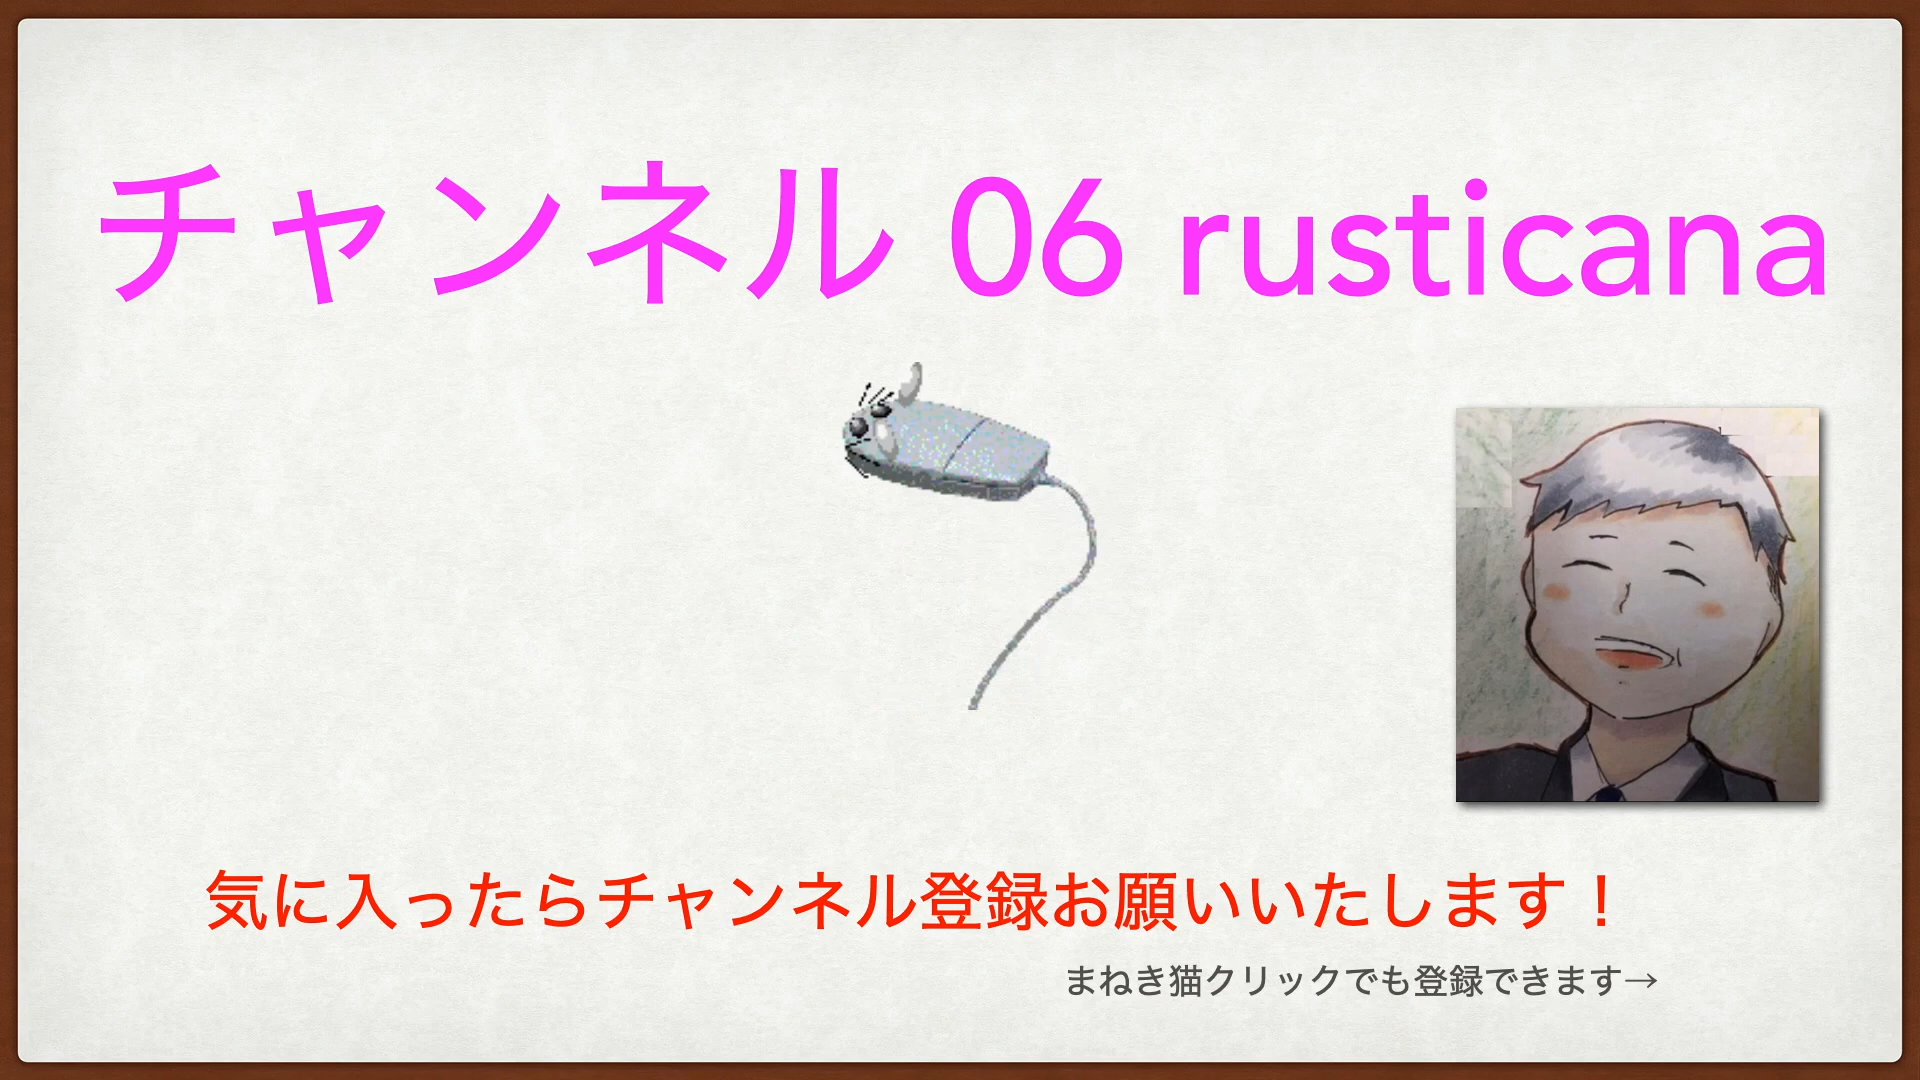 チャンネル 06 rusticana
気に入ったらチャンネル登録お願いいたします！
まねき猫クリックでも登録できます→